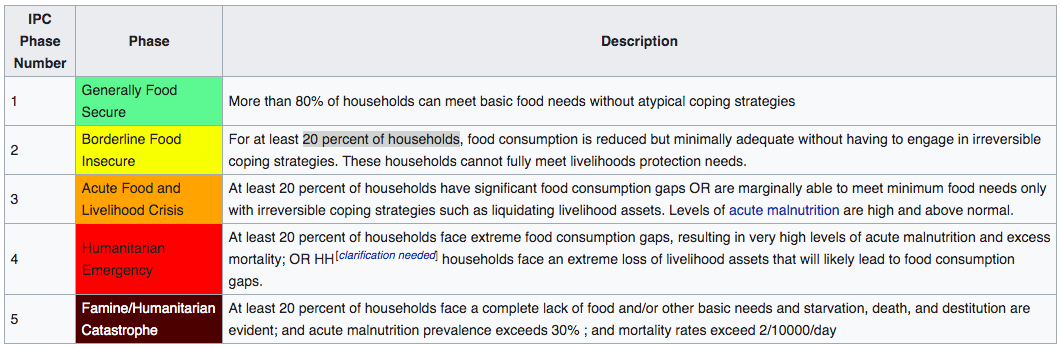 IPC
Phase
Number
Phase
Description
1
Generally Food
Secure
More than 80% of households can meet basic food needs without atypical coping strategies
2
Borderline Food
Insecure
For at least 20 percent of households, food consumption is reduced but minimally adequate without having to engage in irreversible
coping strategies. These households cannot fully meet livelihoods protection needs.
3
Acute Food and
Livelihood Crisis
At least 20 percent of households have significant food consumption gaps OR are marginally able to meet minimum food needs only
with irreversible coping strategies such as liquidating livelihood assets. Levels of acute malnutrition are high and above normal.
4
Humanitarian
Emergency
At least 20 percent of households face extreme food consumption gaps, resulting in very high levels of acute malnutrition and excess
mortality; OR HH[clarification needed] households face an extreme loss of livelihood assets that will likely lead to food consumption
gaps.
5
Famine/Humanitarian
Catastrophe
At least 20 percent of households face a complete lack of food and/or other basic needs and starvation, death, and destitution are
evident; and acute malnutrition prevalence exceeds 30% ; and mortality rates exceed 2/10000/day